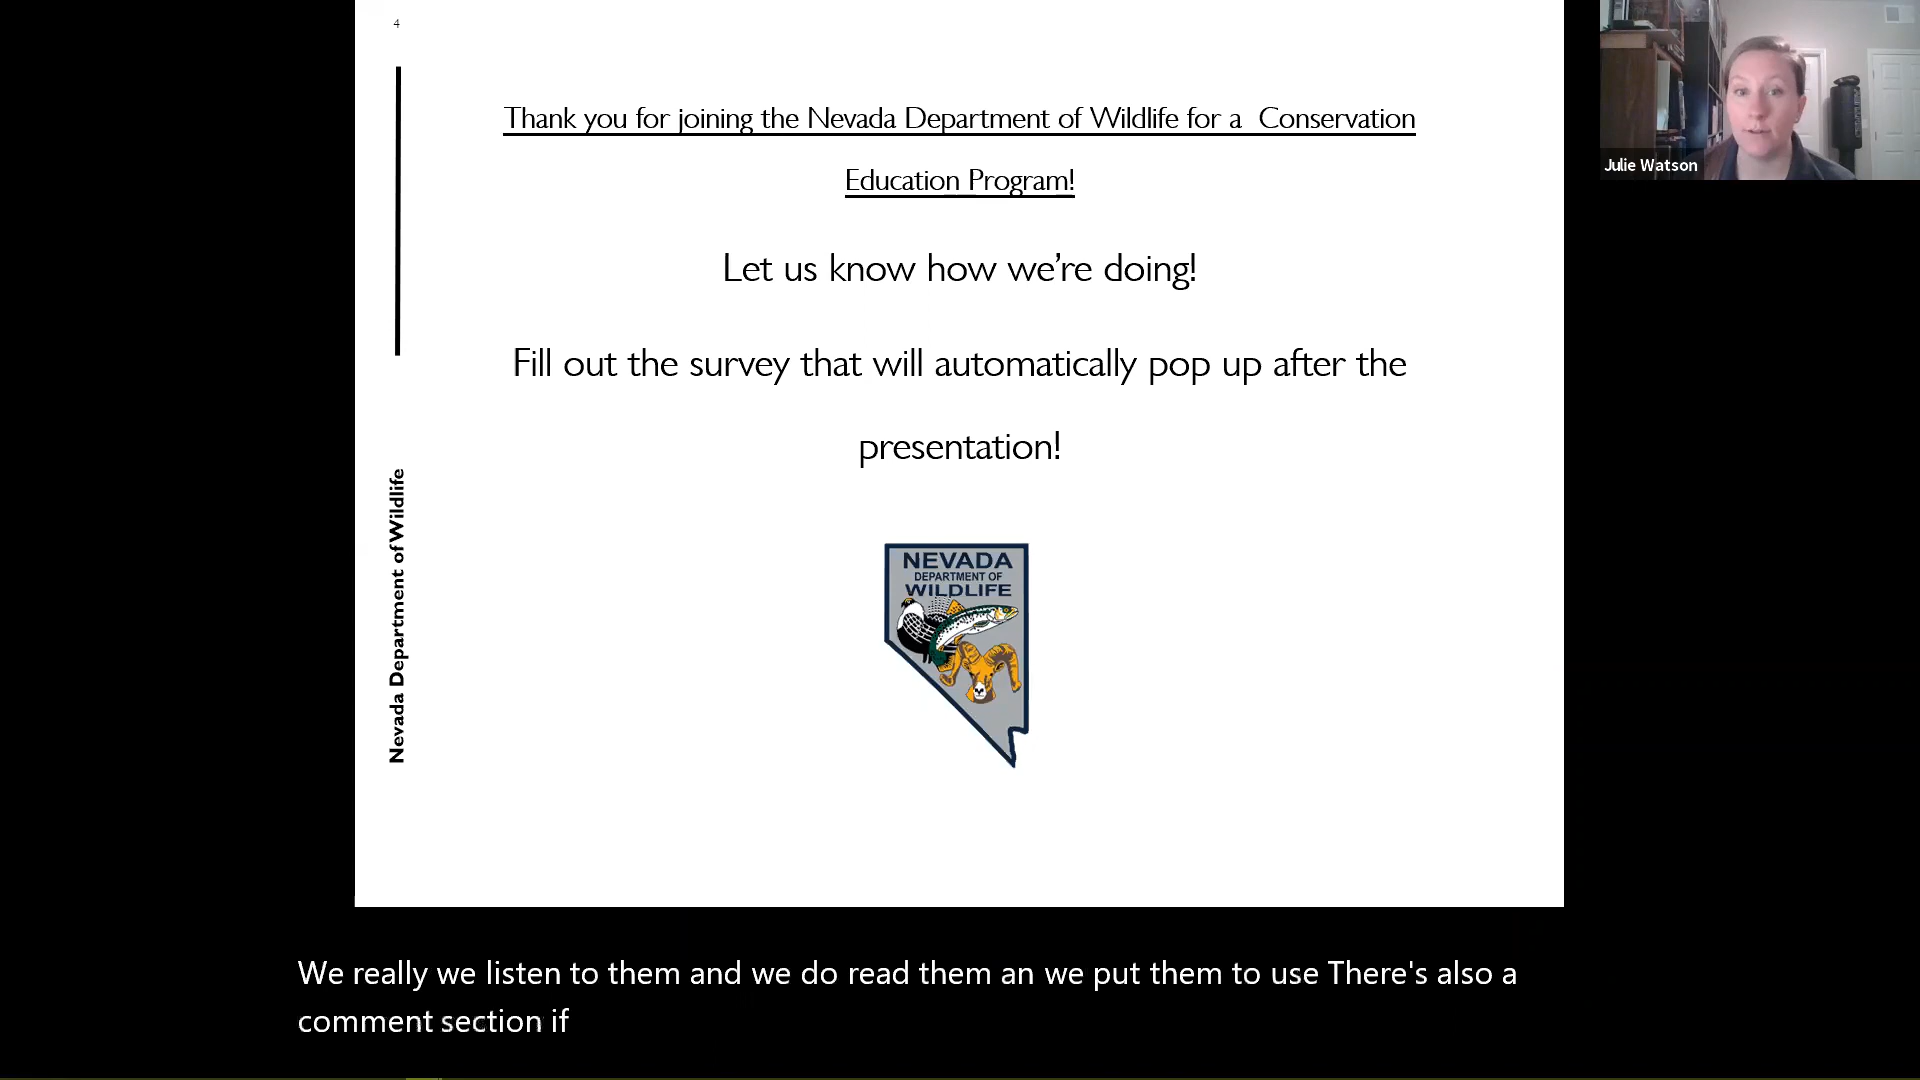 4
Thank you for joining the Nevada Department of Wildlife for a Conservation
Education Program!
Let us know how we're doing!
Fill out the survey that will automatically pop up after the
presentation!
Nevada Department of Wildlife
NEVADA
DEPARTMENT OF
WILDLIFE
Julie Watson
We really we listen to them and we do read them an we put them to use There's also a
comment section if